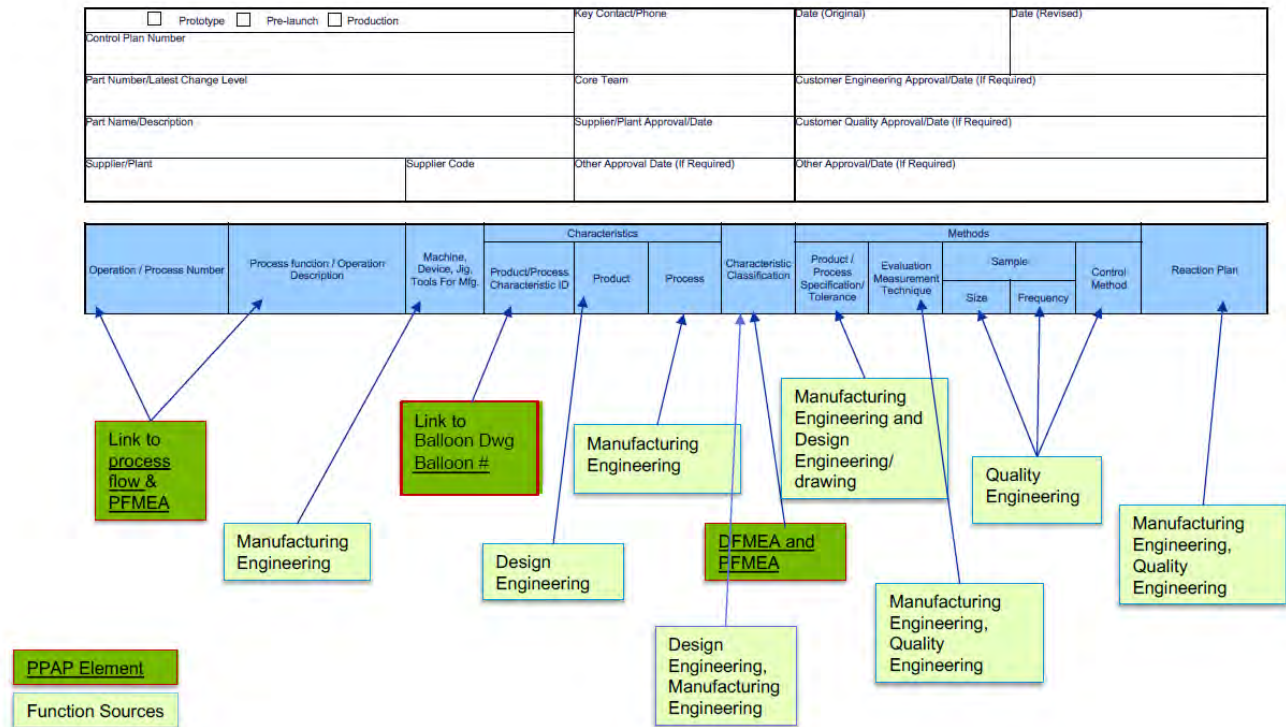 Prototype Pre-launch Production
Key Contact/Phone
Date (Original)
Date (Revised)
Control Plan Number
Part Number/Latest Change Level
Core Team
Customer Engineering Approval/Date (If Required)
Part Name/Description
Supplier/Plant Approval/Date
Customer Quality Approval/Date (If Required)
Supplier/Plant
Supplier Code
Other Approval Date (If Required)
Other Approval/Date (If Required)
Operation / Process Number
Process function / Operation
Description
Machine,
Device, Jig,
Tools For Mfg.
Characteristics
Product/Process
Characteristic ID
Product
Process
Characteristic
Classification
Methods
Product /
Process
Specification/
Tolerance
Evaluation
Measurement
Technique
Sample
Size
Frequency
Control
Method
Reaction Plan
Link to
process
flow &
PFMEA
Manufacturing
Engineering
Link to
Balloon Dwg
Balloon #
Design
Engineering
Manufacturing
Engineering
DFMEA and
PFMEA
Design
Engineering,
Manufacturing
Engineering
Manufacturing
Engineering and
Design
Engineering/
drawing
Manufacturing
Engineering,
Quality
Engineering
Quality
Engineering
Manufacturing
Engineering,
Quality
Engineering
PPAP Element
Function Sources